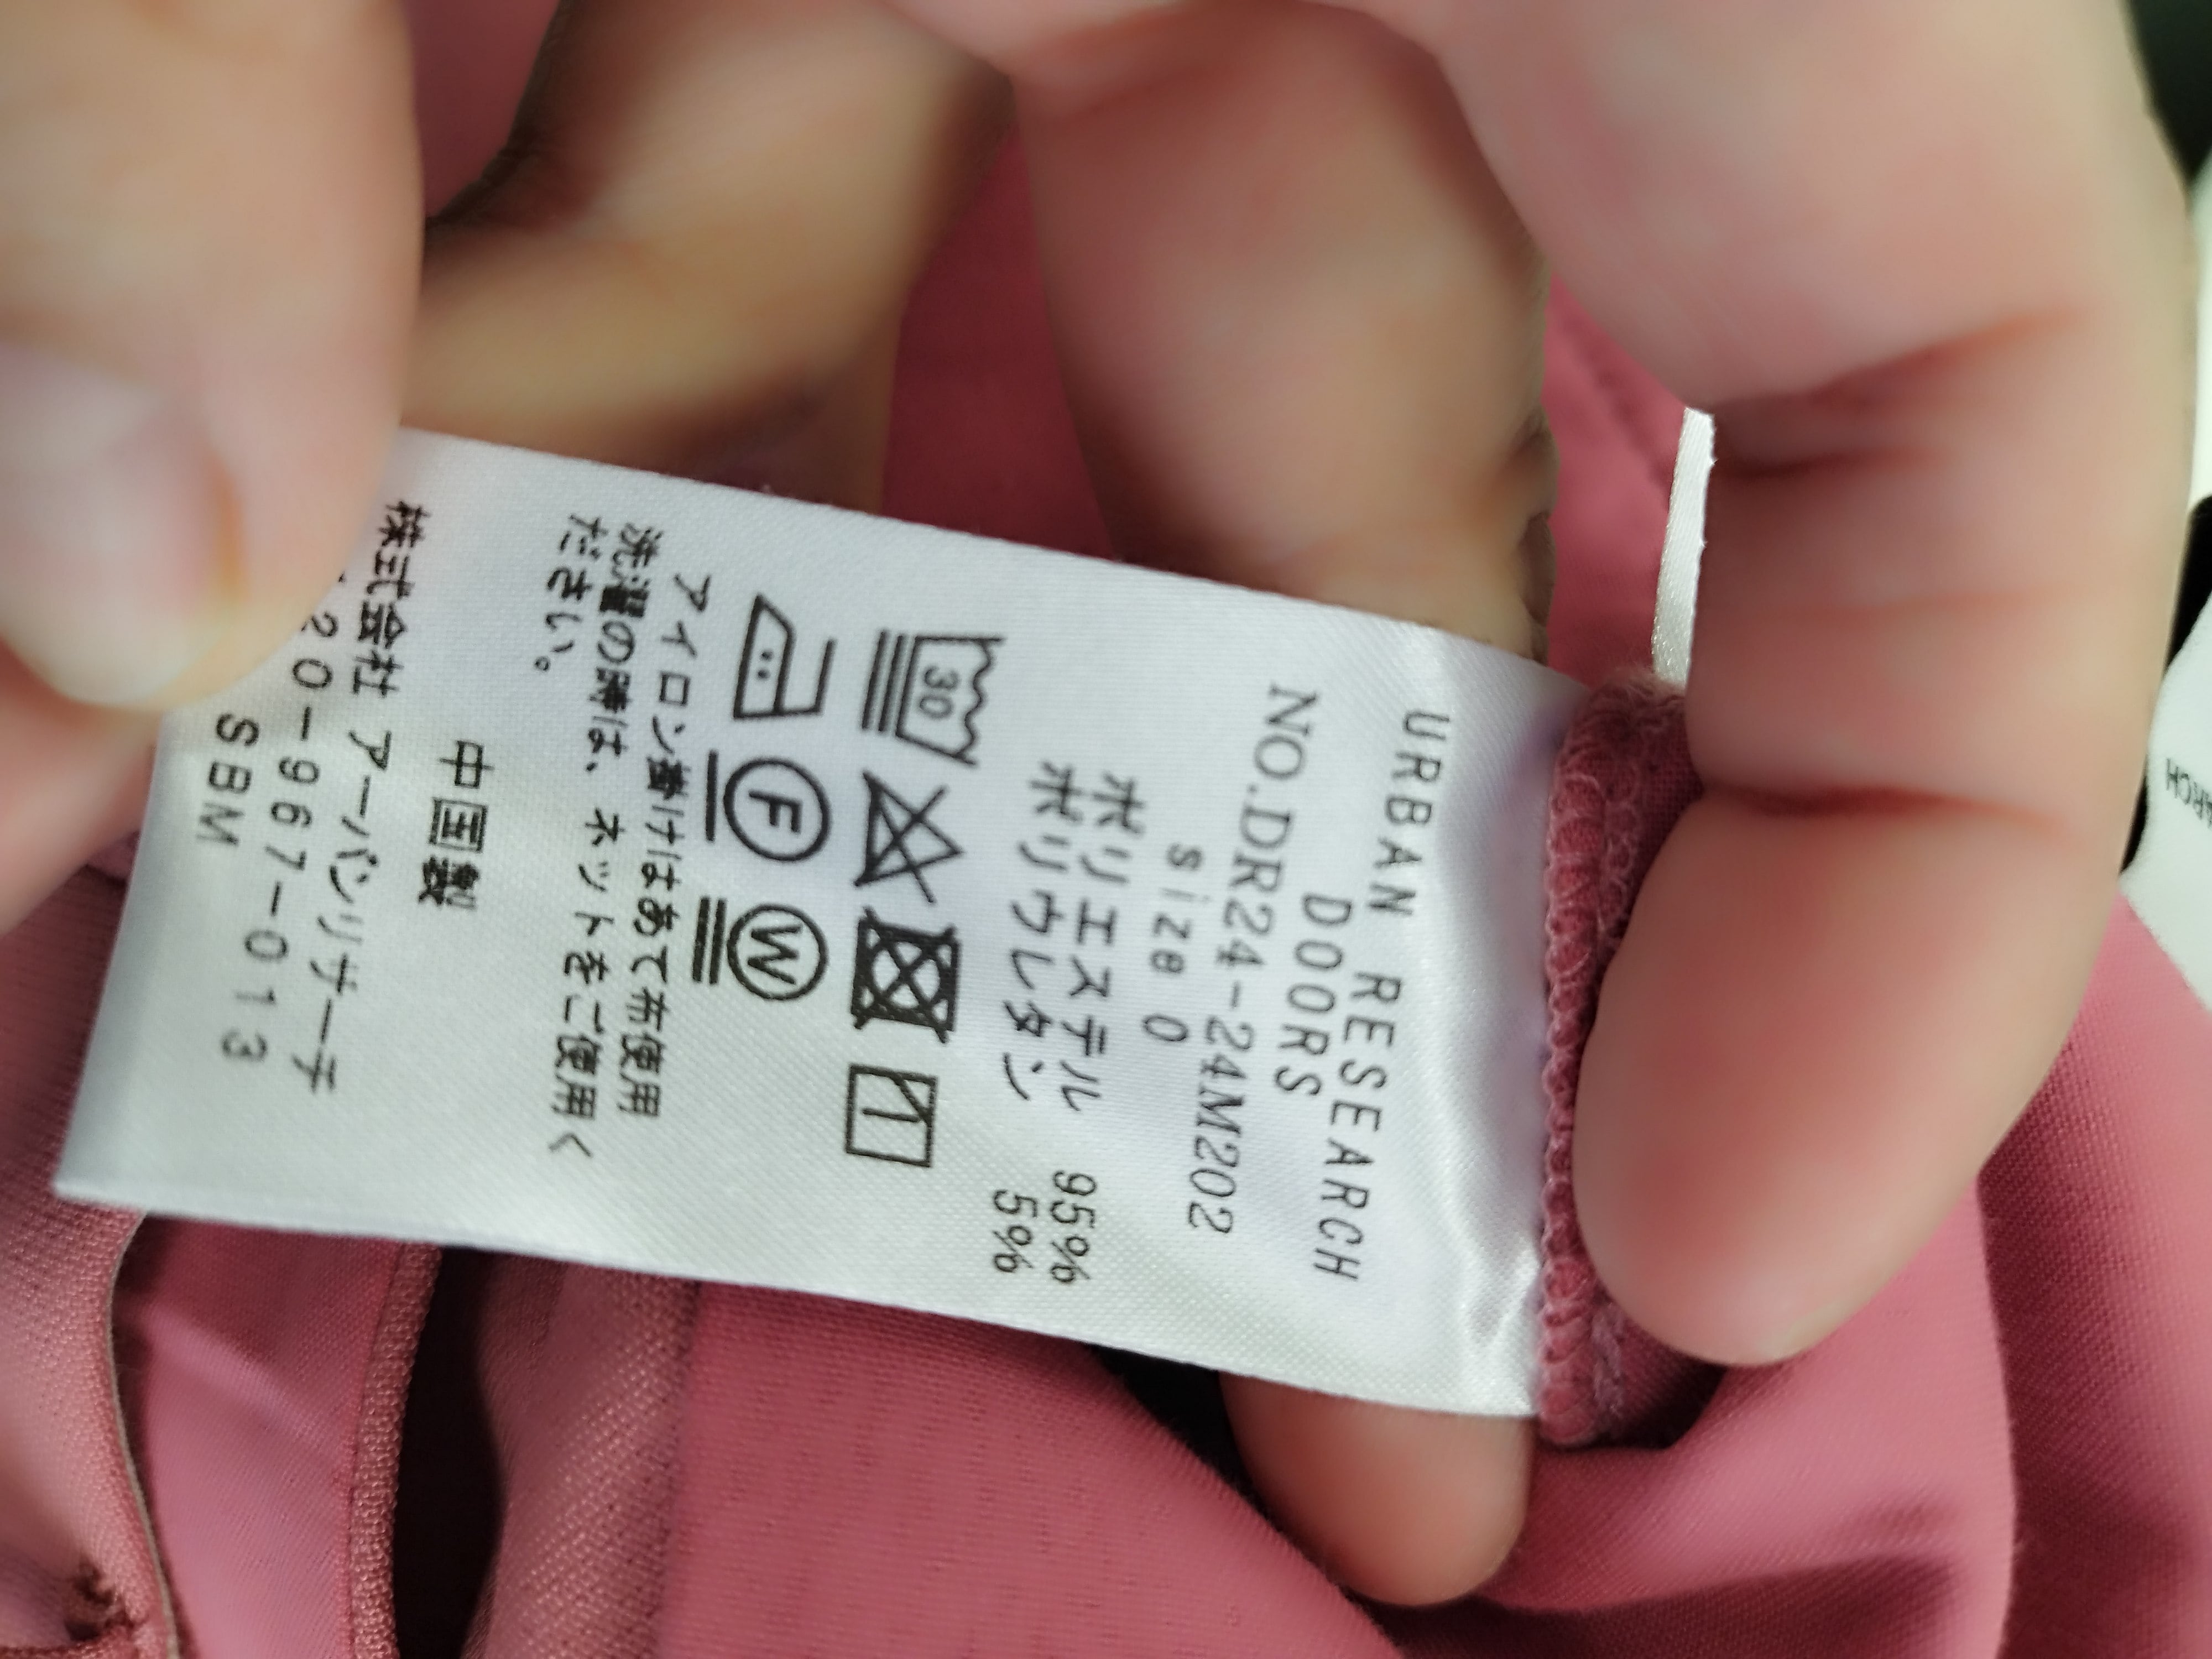 URBAN RESEARCH
DOORS
NO.DR24-24M202
Size 0
ポリエステル 95%
ポリウレタン 5%
30
F W
アイロン掛けはあて布使用
洗濯の時は、ネットをご使用く
ださい。
中国製
株式会社 アーバンリサーチ
20-967-013
SBM
ARCH